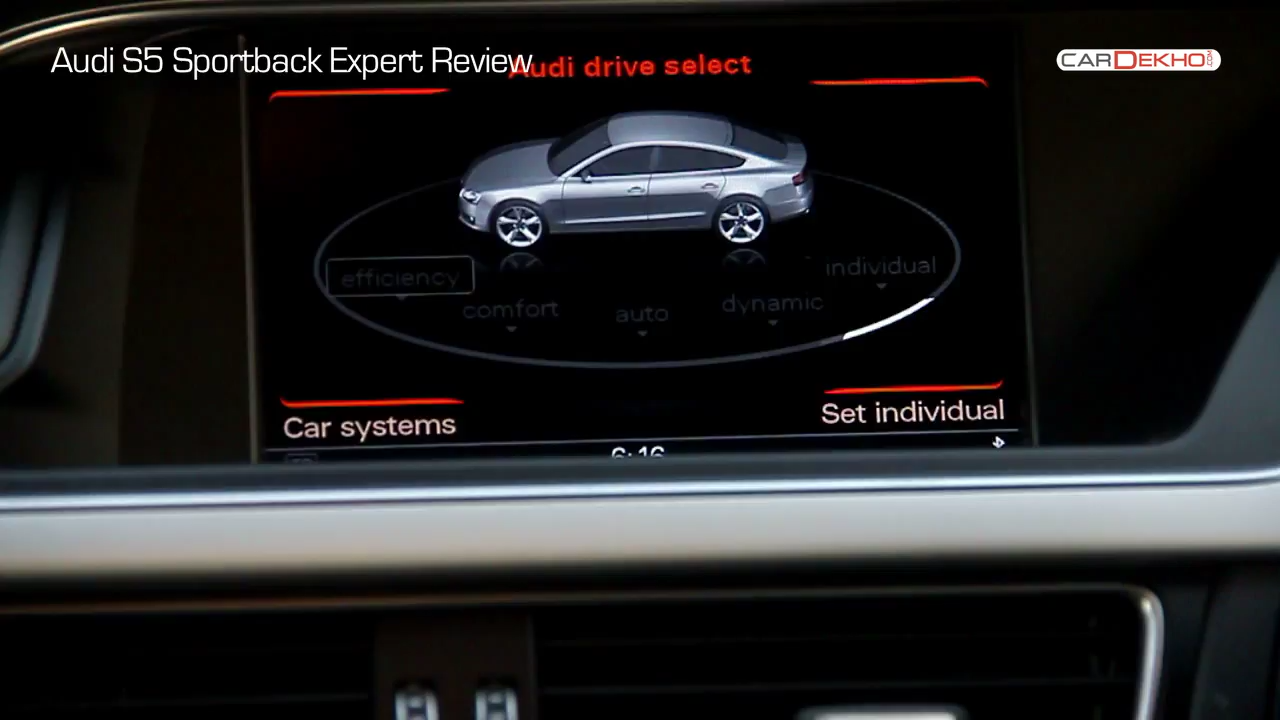 Audi S5 Sportback Expert Review
CARDEKHO.COM
Audi drive select
efficiency
individual
comfort
auto
dynamic
Car systems
Set individual
6:16